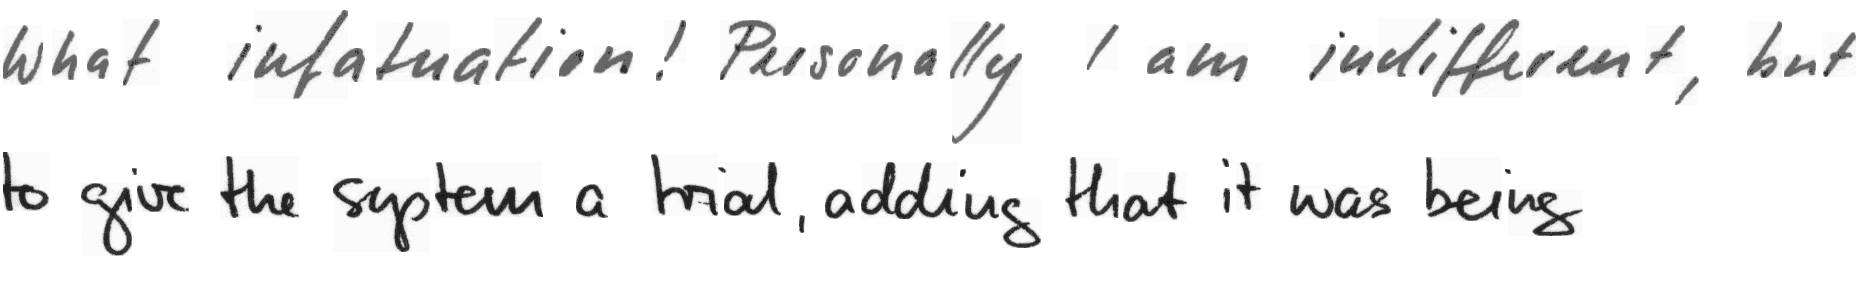 What infatuation! Personally I am indifferent, but
to give the system a trial, adding that it was being